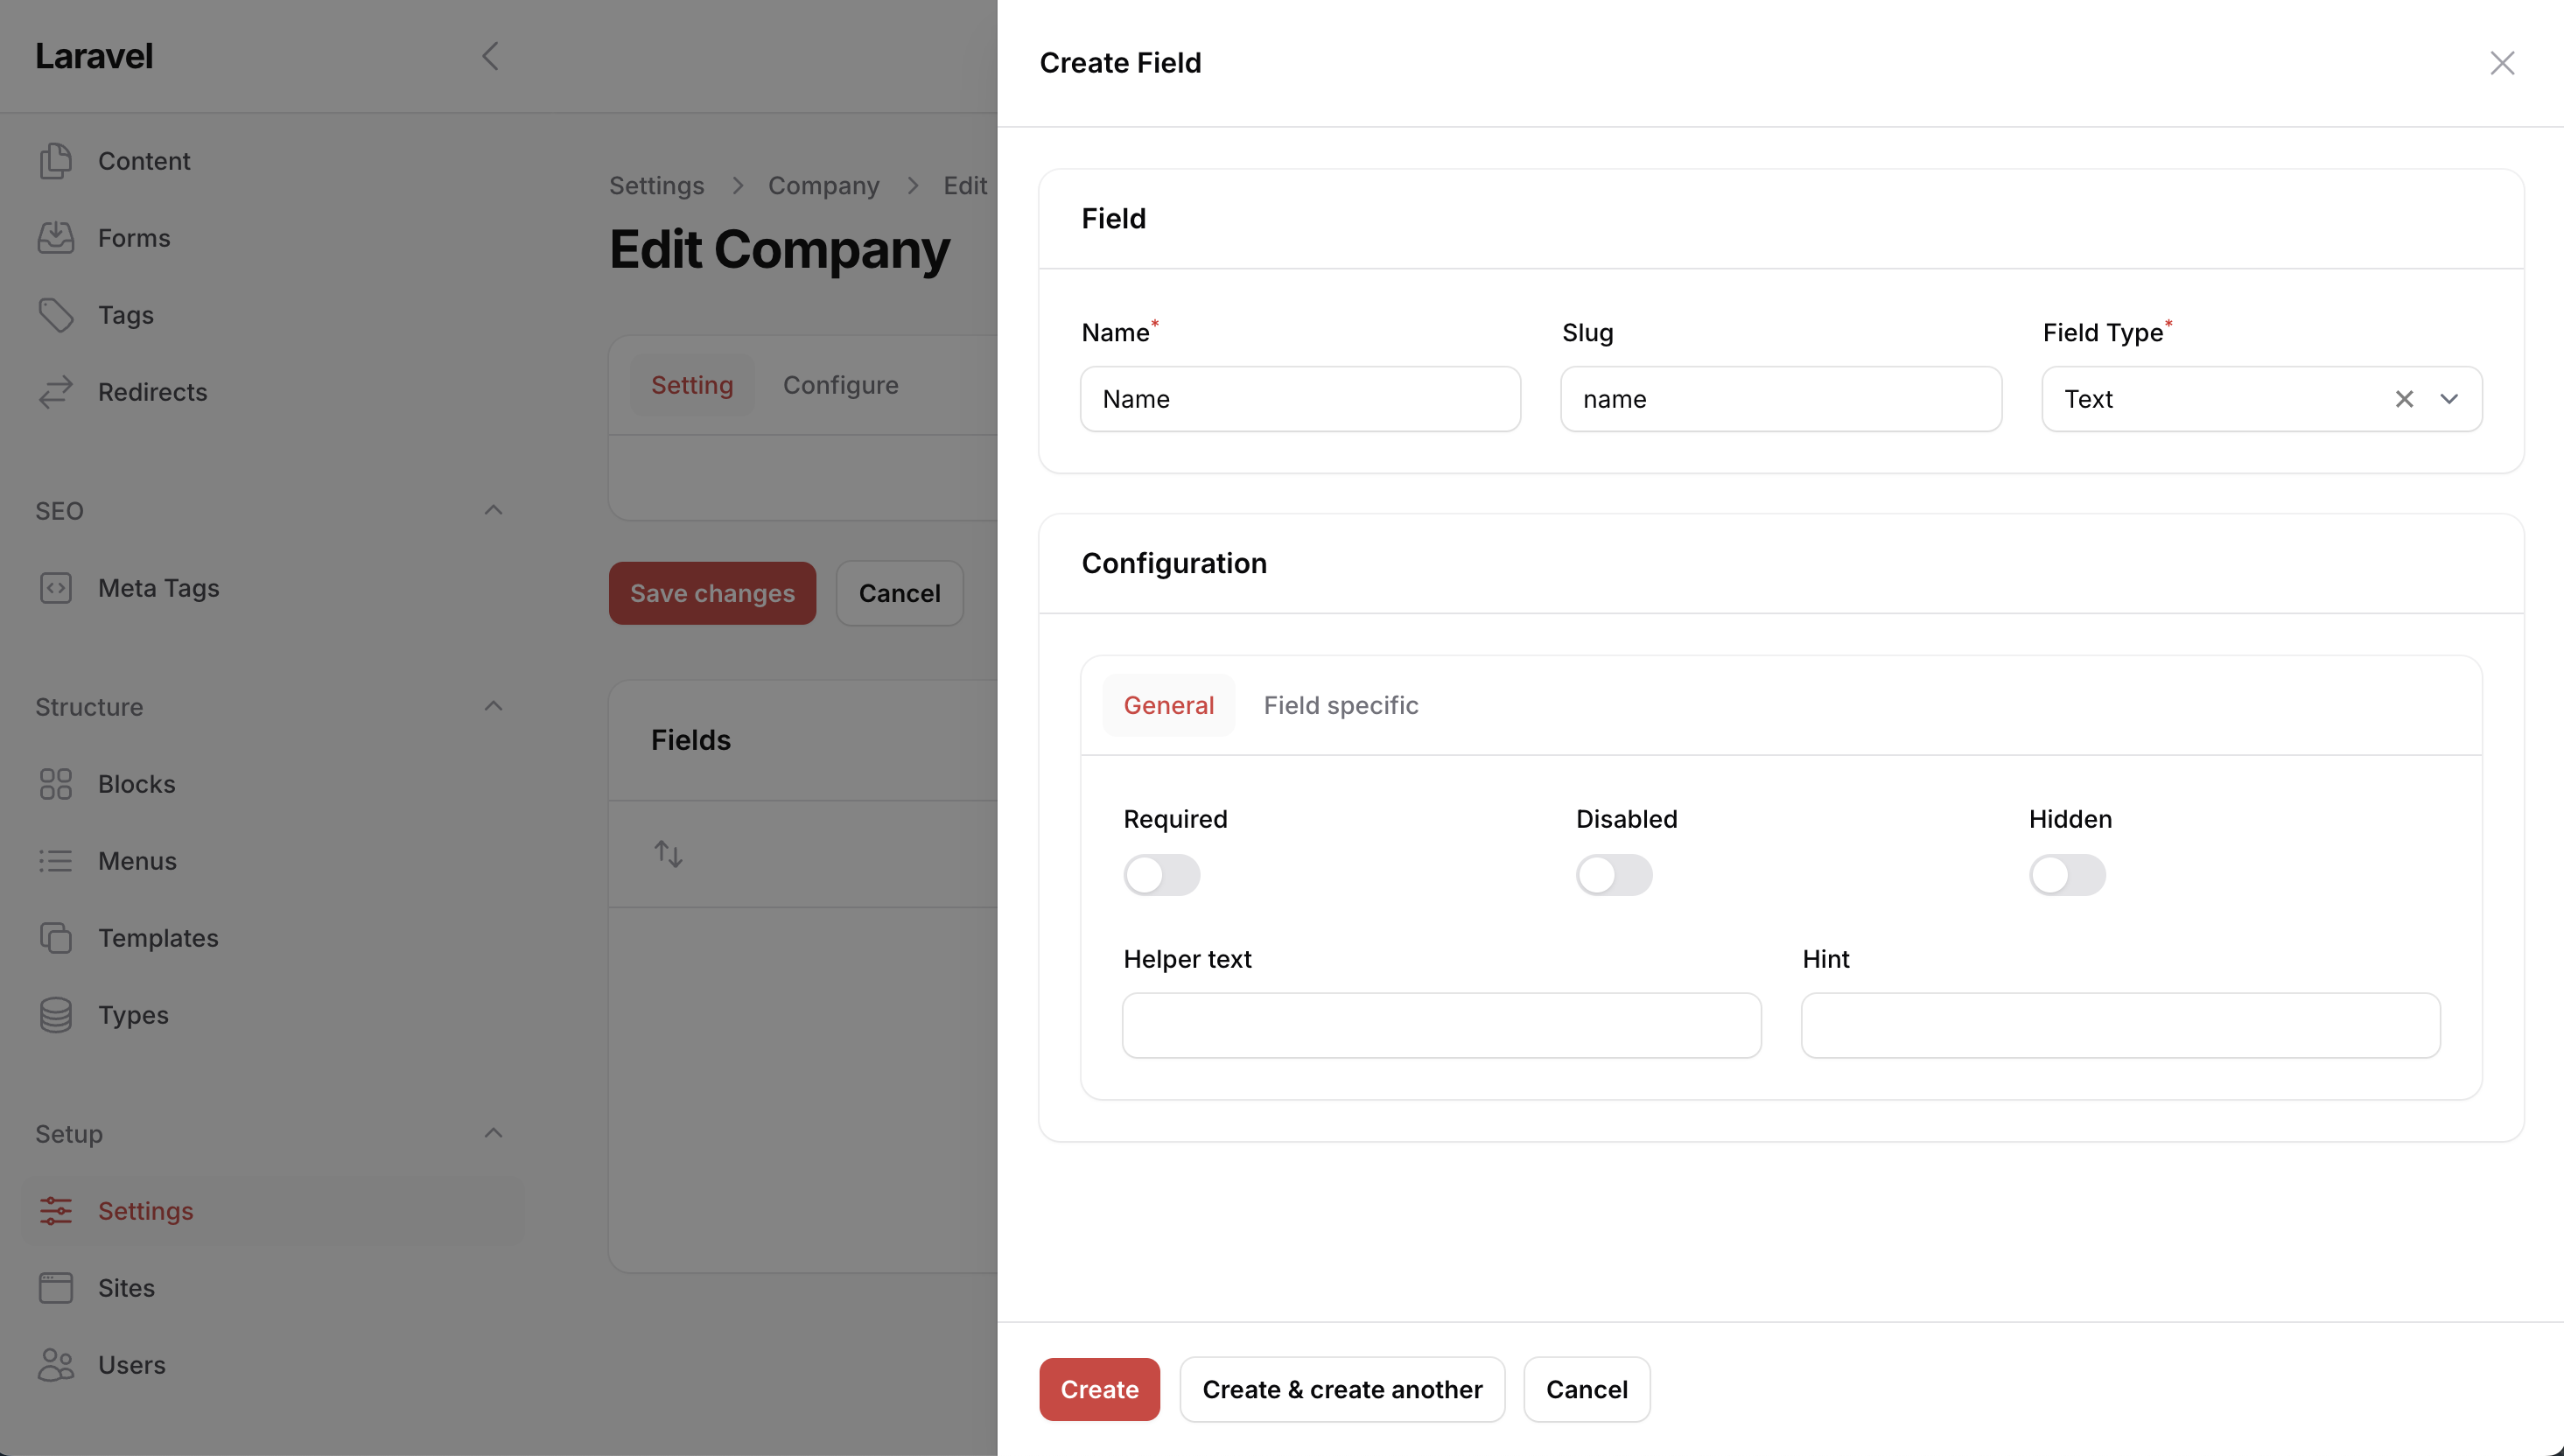 Laravel
Content
Forms
Tags
Redirects
SEO
Meta Tags
Structure
Blocks
Menus
Templates
Types
Setup
Settings
Sites
Users
Settings > Company > Edit
Edit Company
Setting Configure
Save changes Cancel
Fields
Create Field
Field
Name* Slug Field Type*
Name name Text
Configuration
General Field specific
Required Disabled Hidden
Helper text Hint
Create Create & create another Cancel